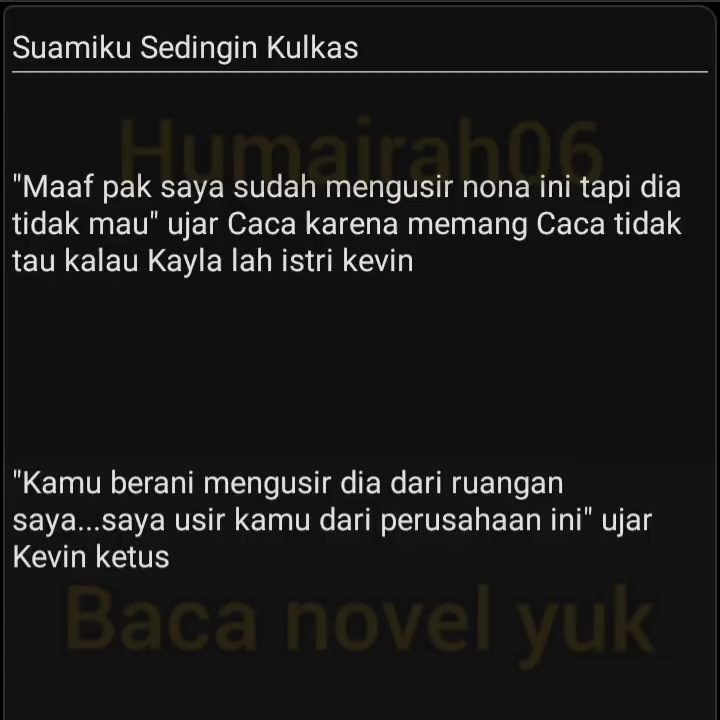 Suamiku Sedingin Kulkas
Humairah06
"Maaf pak saya sudah mengusir nona ini tapi dia
tidak mau" ujar Caca karena memang Caca tidak
tau kalau Kayla lah istri kevin
"Kamu berani mengusir dia dari ruangan
saya...saya usir kamu dari perusahaan ini" ujar
Kevin ketus
Baca novel yuk